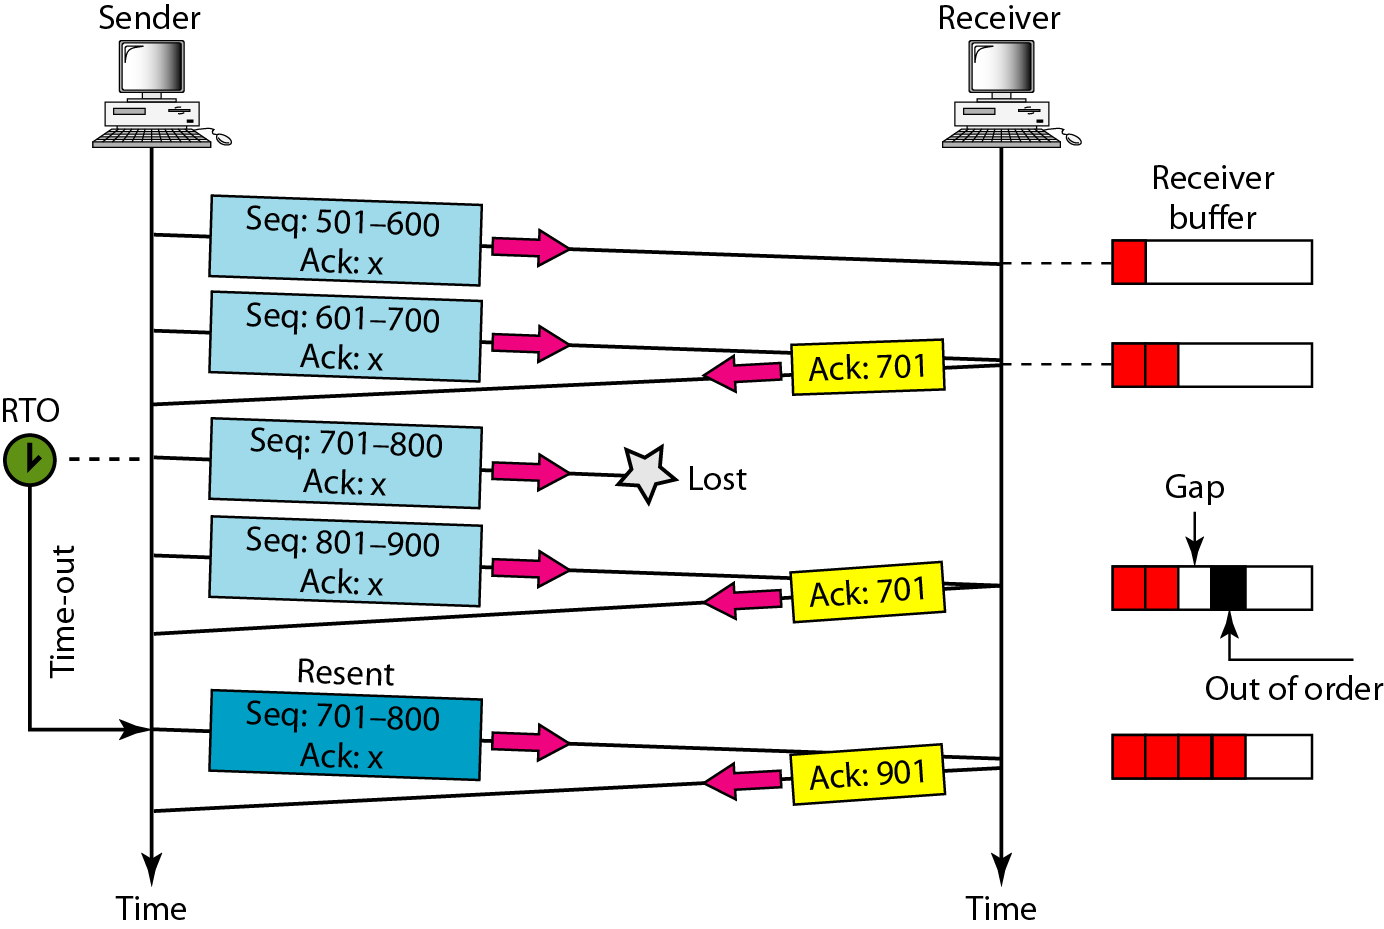 Sender
Receiver
Receiver
buffer
Seq: 501–600
Ack: x
Seq: 601–700
Ack: x
Ack: 701
RTO
Seq: 701–800
Ack: x
Lost
Gap
Time-out
Seq: 801–900
Ack: x
Ack: 701
Out of order
Resent
Seq: 701–800
Ack: x
Ack: 901
Time
Time